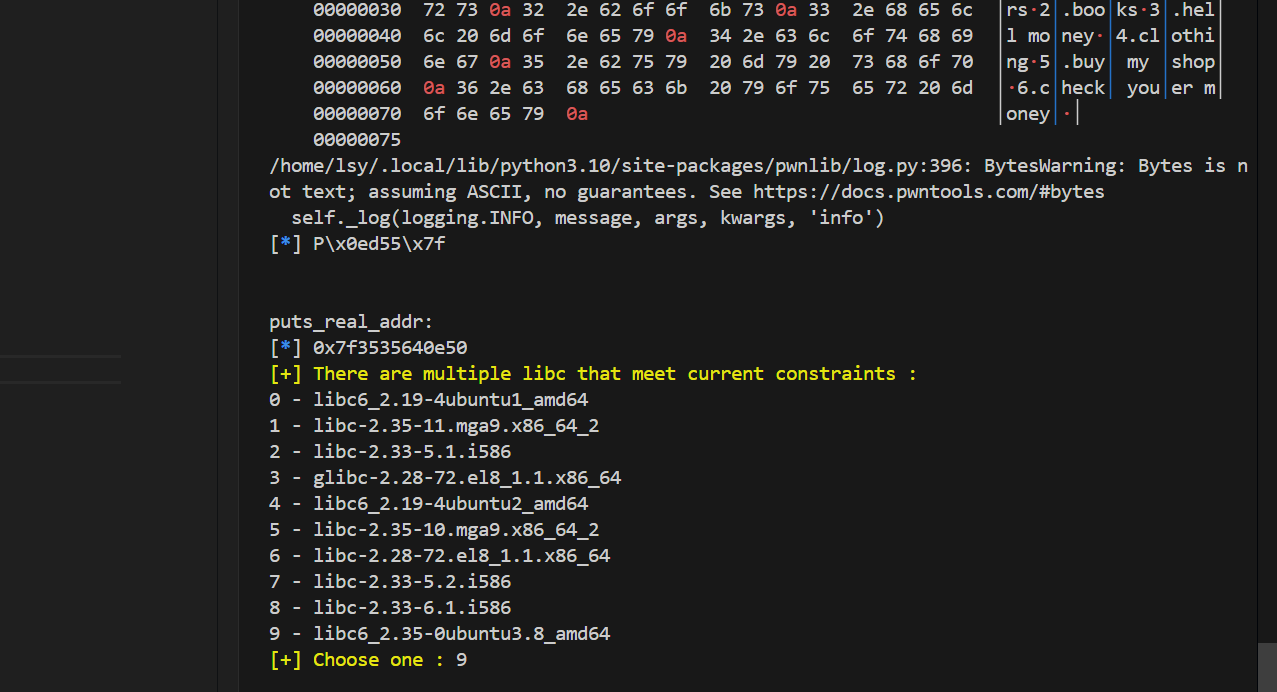 00000030  72 73 0a 32  2e 62 6f 6f  6b 73 0a 33  2e 68 65 6c  │rs·2│.boo│ks·3│.hel│
00000040  6c 20 6d 6f  6e 65 79 0a  34 2e 63 6c  6f 74 68 69  │l mo│ney·│4.cl│othi│
00000050  6e 67 0a 35  2e 62 75 79  20 6d 79 20  73 68 6f 70  │ng·5│.buy│ my │shop│
00000060  0a 36 2e 63  68 65 63 6b  20 79 6f 75  65 72 20 6d  │·6.c│heck│ you│er m│
00000070  6f 6e 65 79  0a  │oney│·│
00000075
/home/lsy/.local/lib/python3.10/site-packages/pwnlib/log.py:396: BytesWarning: Bytes is n
ot text; assuming ASCII, no guarantees. See https://docs.pwntools.com/#bytes
  self._log(logging.INFO, message, args, kwargs, 'info')
[*] P\x0ed55\x7f
puts_real_addr:
[*] 0x7f3535640e50
[+] There are multiple libc that meet current constraints :
0 - libc6_2.19-4ubuntu1_amd64
1 - libc-2.35-11.mga9.x86_64_2
2 - libc-2.33-5.1.i586
3 - glibc-2.28-72.el8_1.1.x86_64
4 - libc6_2.19-4ubuntu2_amd64
5 - libc-2.35-10.mga9.x86_64_2
6 - libc-2.28-72.el8_1.1.x86_64
7 - libc-2.33-5.2.i586
8 - libc-2.33-6.1.i586
9 - libc6_2.35-0ubuntu3.8_amd64
[+] Choose one : 9